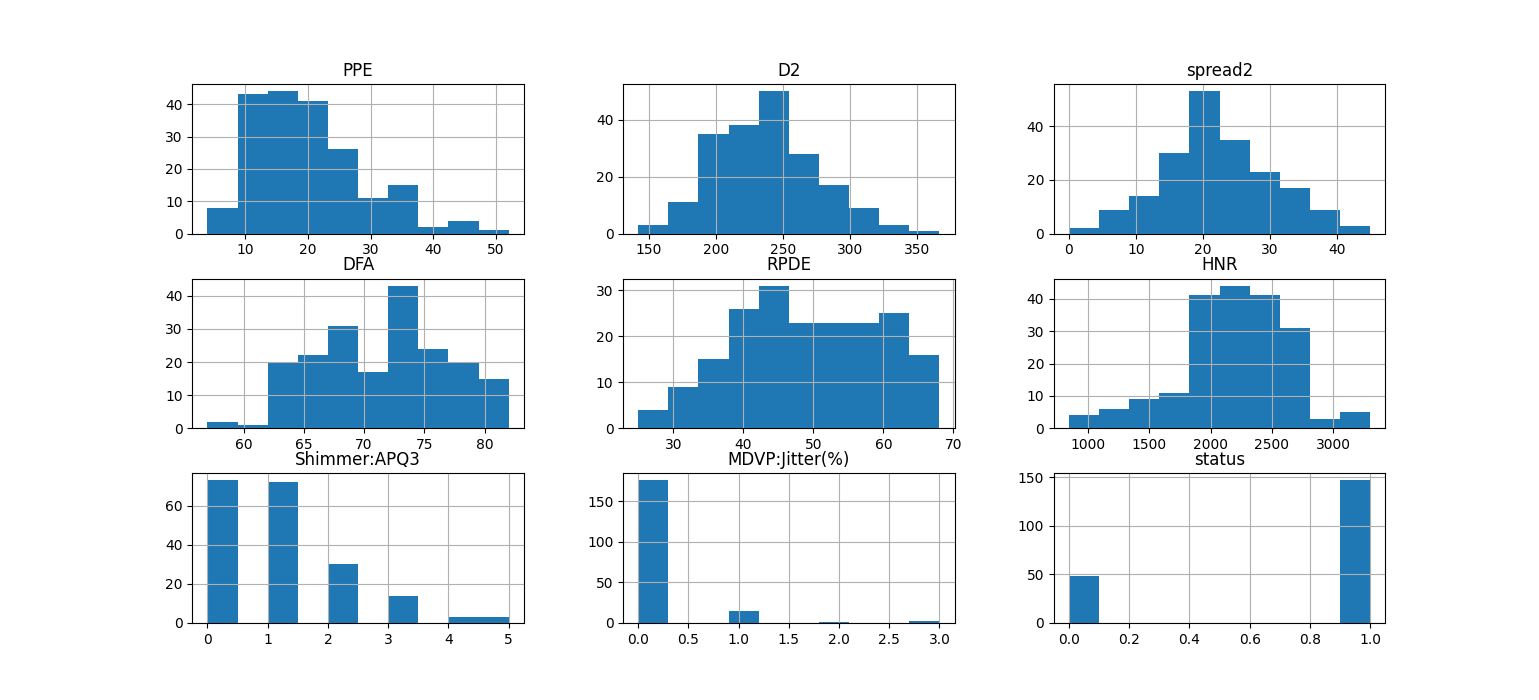 PPE
D2
spread2
40
30
20
10
0
10 20 30 40 50
40
20
0
150 200 250 300 350
40
20
0
0 10 20 30 40
DFA
RPDE
HNR
40
30
20
10
0
60 65 70 75 80
30
20
10
0
30 40 50 60 70
40
30
20
10
0
1000 1500 2000 2500 3000
Shimmer:APQ3
MDVP:Jitter(%)
status
60
40
20
0
0 1 2 3 4 5
150
100
50
0
0.0 0.5 1.0 1.5 2.0 2.5 3.0
150
100
50
0
0.0 0.2 0.4 0.6 0.8 1.0